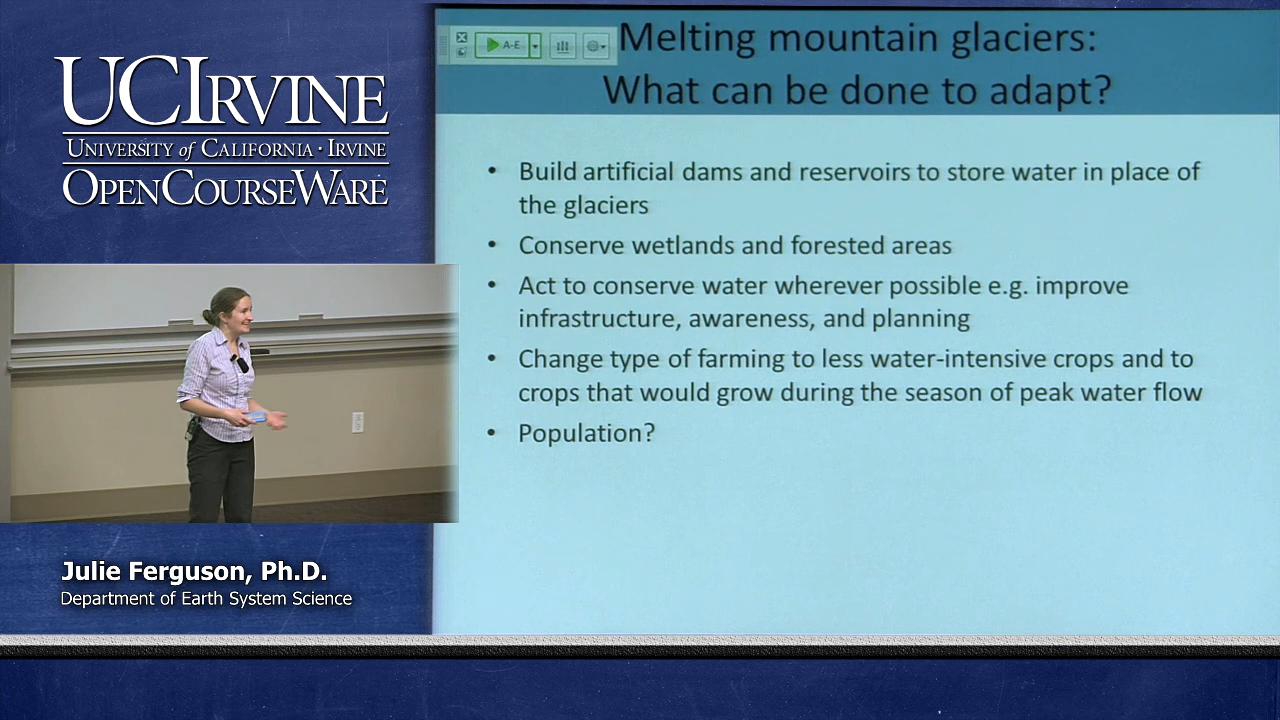 UCIRVINE
UNIVERSITY of CALIFORNIA · IRVINE
OPENCOURSEWARE
A-E
Melting mountain glaciers:
What can be done to adapt?
• Build artificial dams and reservoirs to store water in place of
the glaciers
• Conserve wetlands and forested areas
• Act to conserve water wherever possible e.g. improve
infrastructure, awareness, and planning
• Change type of farming to less water-intensive crops and to
crops that would grow during the season of peak water flow
• Population?
Julie Ferguson, Ph.D.
Department of Earth System Science